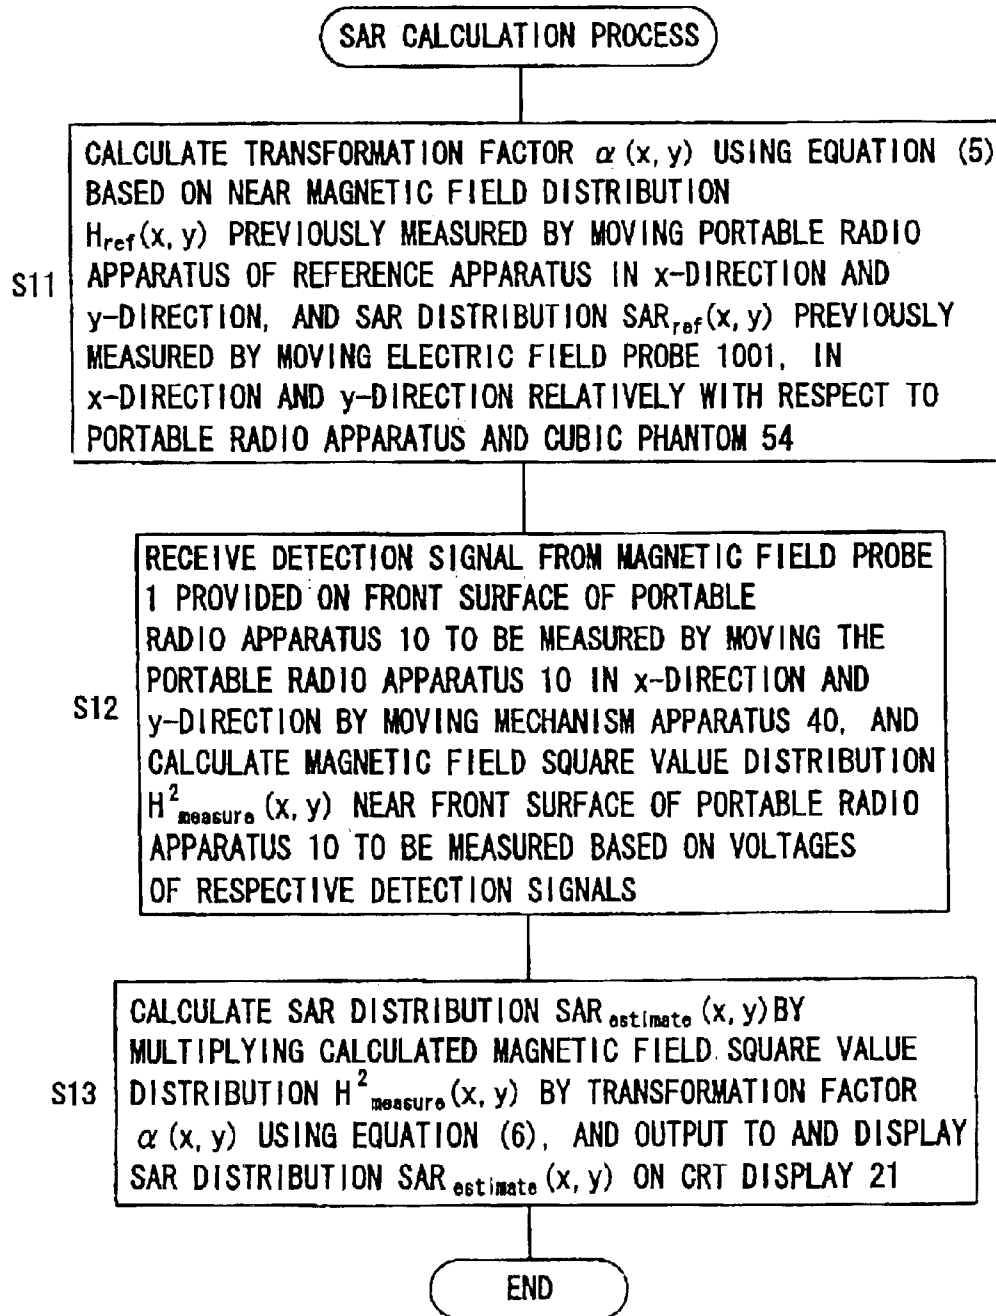 SAR CALCULATION PROCESS
S11
CALCULATE TRANSFORMATION FACTOR α(x, y) USING EQUATION (5)
BASED ON NEAR MAGNETIC FIELD DISTRIBUTION
Href(x, y) PREVIOUSLY MEASURED BY MOVING PORTABLE RADIO
APPARATUS OF REFERENCE APPARATUS IN x-DIRECTION AND
y-DIRECTION, AND SAR DISTRIBUTION SARref(x, y) PREVIOUSLY
MEASURED BY MOVING ELECTRIC FIELD PROBE 1001, IN
x-DIRECTION AND y-DIRECTION RELATIVELY WITH RESPECT TO
PORTABLE RADIO APPARATUS AND CUBIC PHANTOM 54
S12
RECEIVE DETECTION SIGNAL FROM MAGNETIC FIELD PROBE
1 PROVIDED ON FRONT SURFACE OF PORTABLE
RADIO APPARATUS 10 TO BE MEASURED BY MOVING THE
PORTABLE RADIO APPARATUS 10 IN x-DIRECTION AND
y-DIRECTION BY MOVING MECHANISM APPARATUS 40, AND
CALCULATE MAGNETIC FIELD SQUARE VALUE DISTRIBUTION
H²measure(x, y) NEAR FRONT SURFACE OF PORTABLE RADIO
APPARATUS 10 TO BE MEASURED BASED ON VOLTAGES
OF RESPECTIVE DETECTION SIGNALS
S13
CALCULATE SAR DISTRIBUTION SARestimate(x, y) BY
MULTIPLYING CALCULATED MAGNETIC FIELD SQUARE VALUE
DISTRIBUTION H²measure(x, y) BY TRANSFORMATION FACTOR
α(x, y) USING EQUATION (6), AND OUTPUT TO AND DISPLAY
SAR DISTRIBUTION SARestimate(x, y) ON CRT DISPLAY 21
END